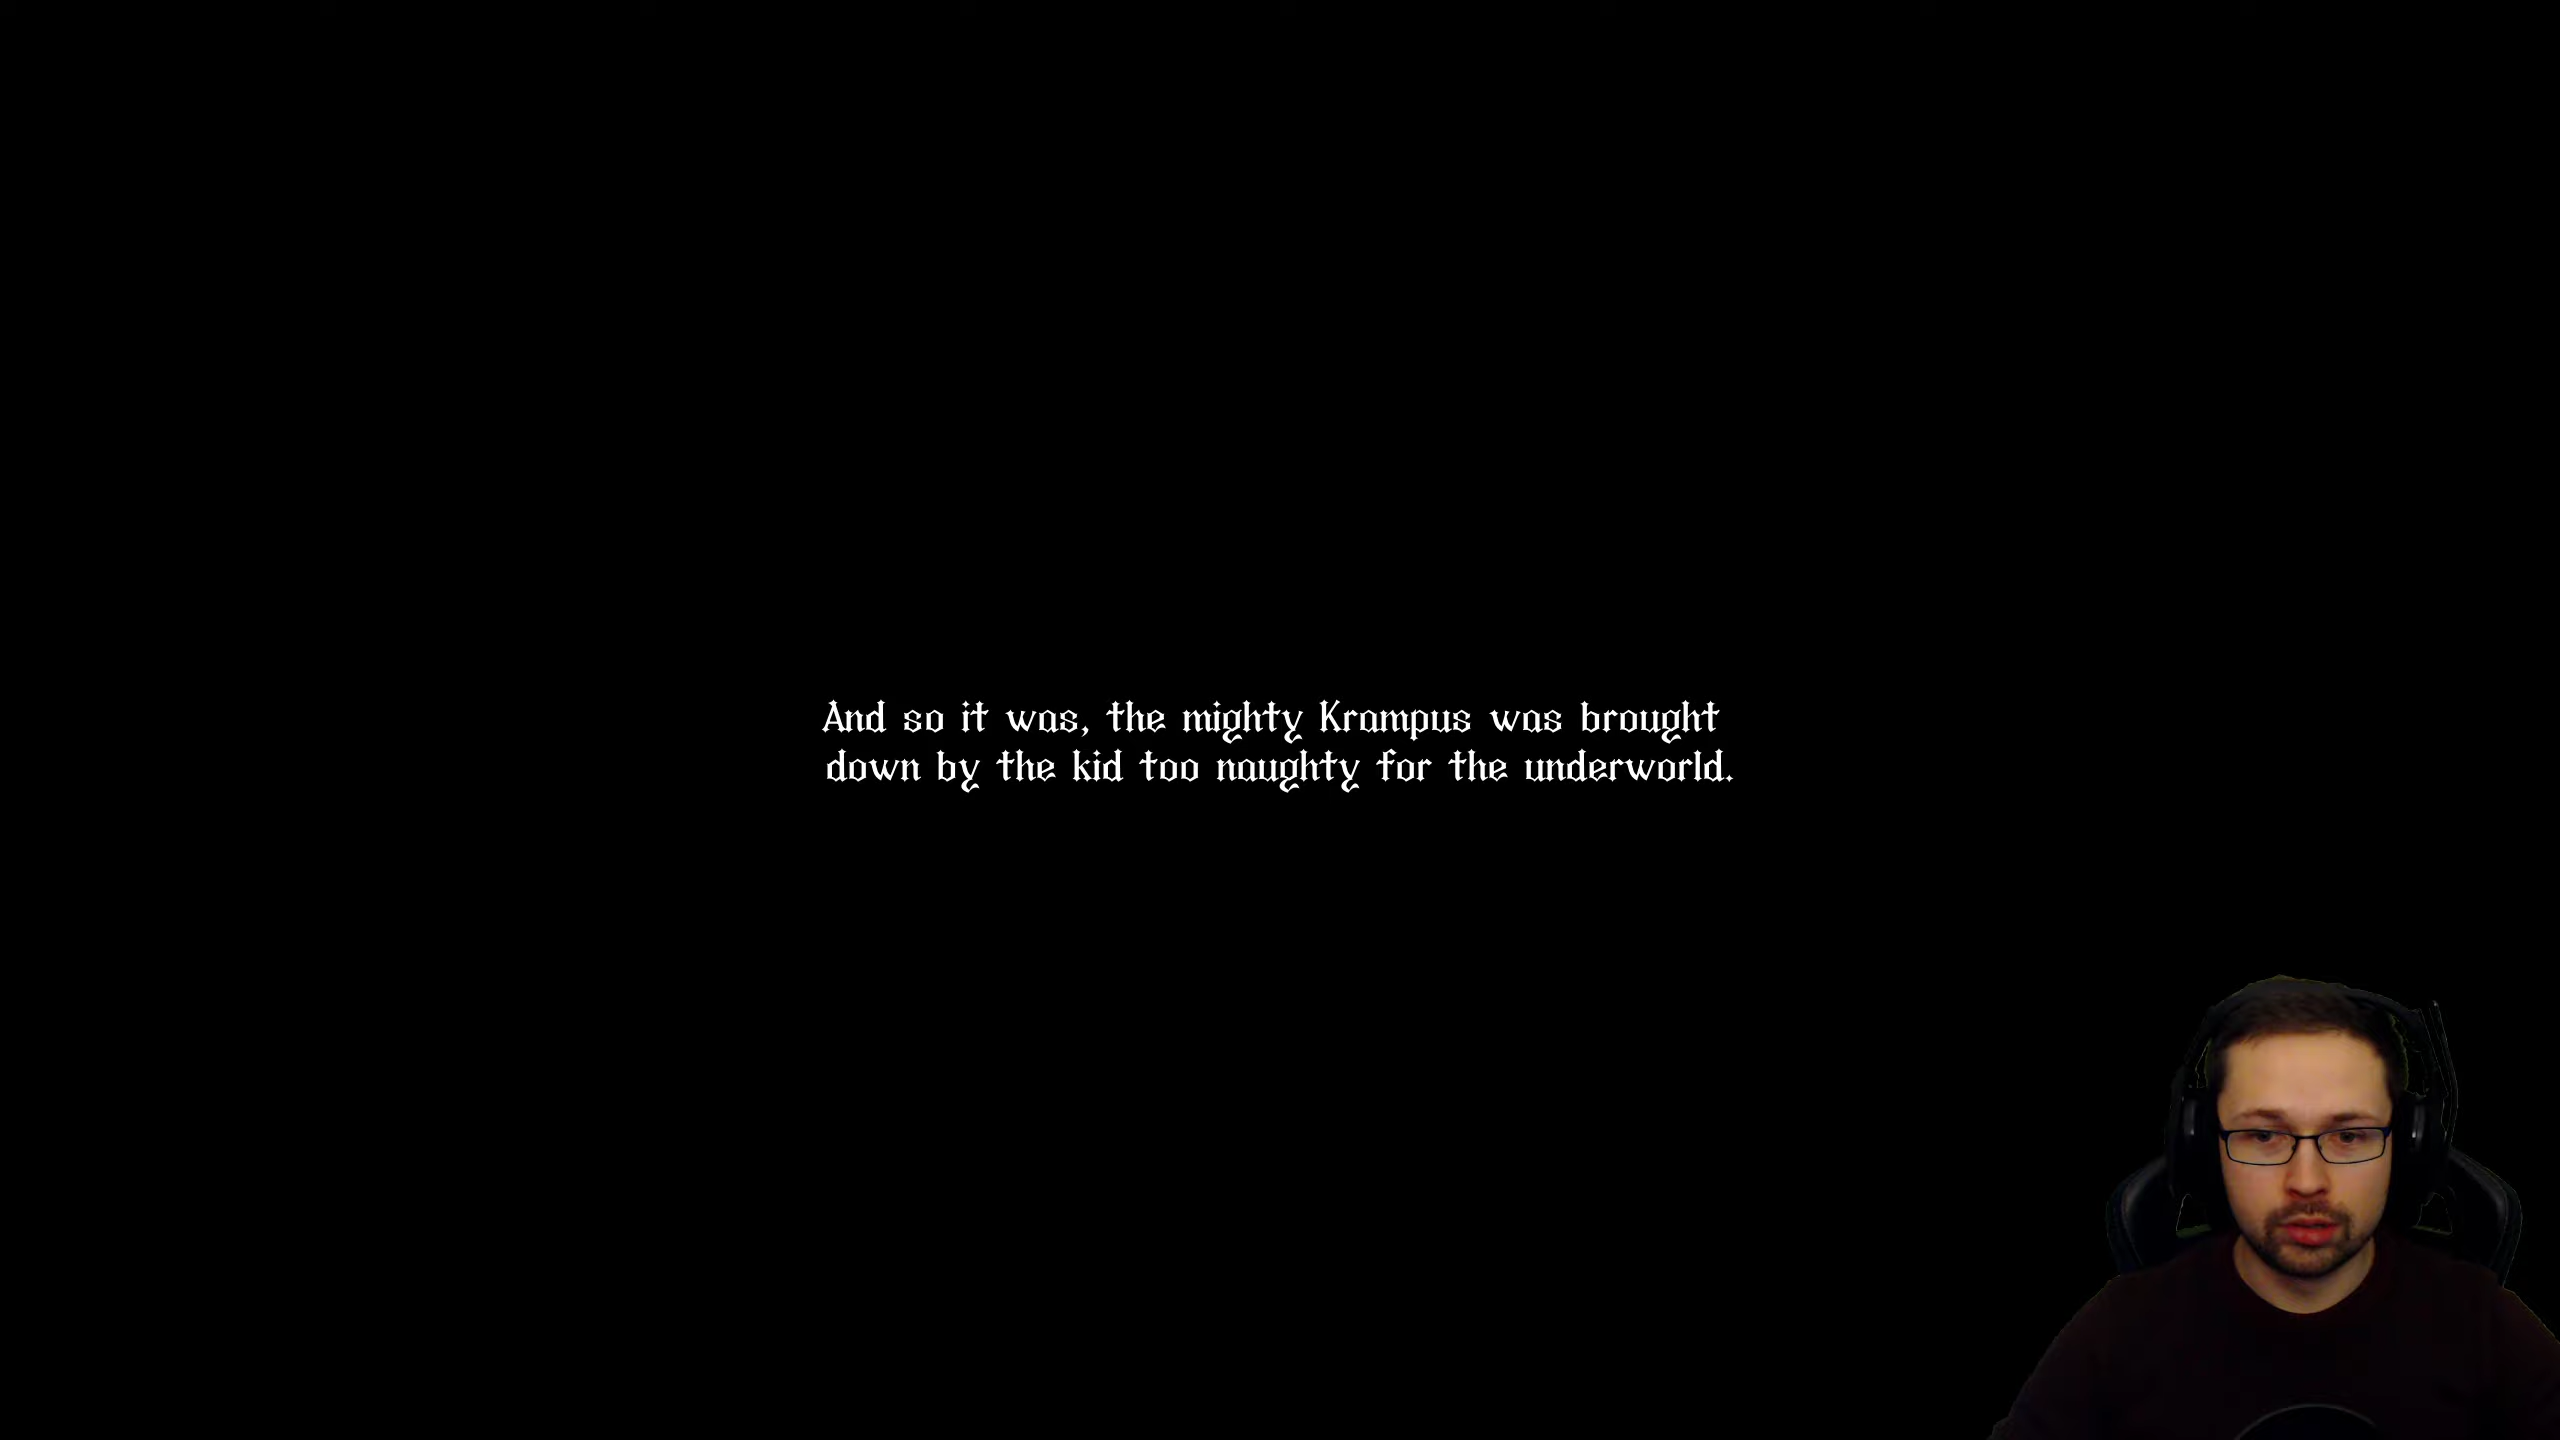 And so it was, the mighty Krampus was brought
down by the kid too naughty for the underworld.